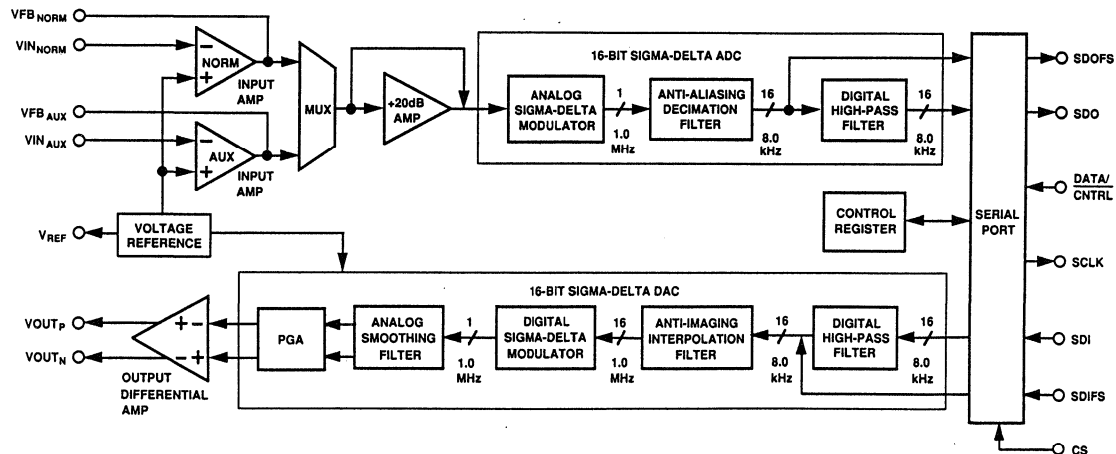 VFB NORM
VIN NORM
NORM
INPUT
AMP
VFB AUX
VIN AUX
AUX
INPUT
AMP
MUX
+20dB
AMP
16-BIT SIGMA-DELTA ADC
ANALOG
SIGMA-DELTA
MODULATOR
1
1.0
MHz
ANTI-ALIASING
DECIMATION
FILTER
16
8.0
kHz
DIGITAL
HIGH-PASS
FILTER
16
8.0
kHz
SERIAL
PORT
SDOFS
SDO
DATA/
CNTRL
SCLK
SDI
SDIFS
CS
CONTROL
REGISTER
VREF
VOLTAGE
REFERENCE
16-BIT SIGMA-DELTA DAC
VOUTP
VOUTN
OUTPUT
DIFFERENTIAL
AMP
PGA
ANALOG
SMOOTHING
FILTER
1
1.0
MHz
DIGITAL
SIGMA-DELTA
MODULATOR
16
1.0
MHz
ANTI-IMAGING
INTERPOLATION
FILTER
16
8.0
kHz
DIGITAL
HIGH-PASS
FILTER
16
8.0
kHz